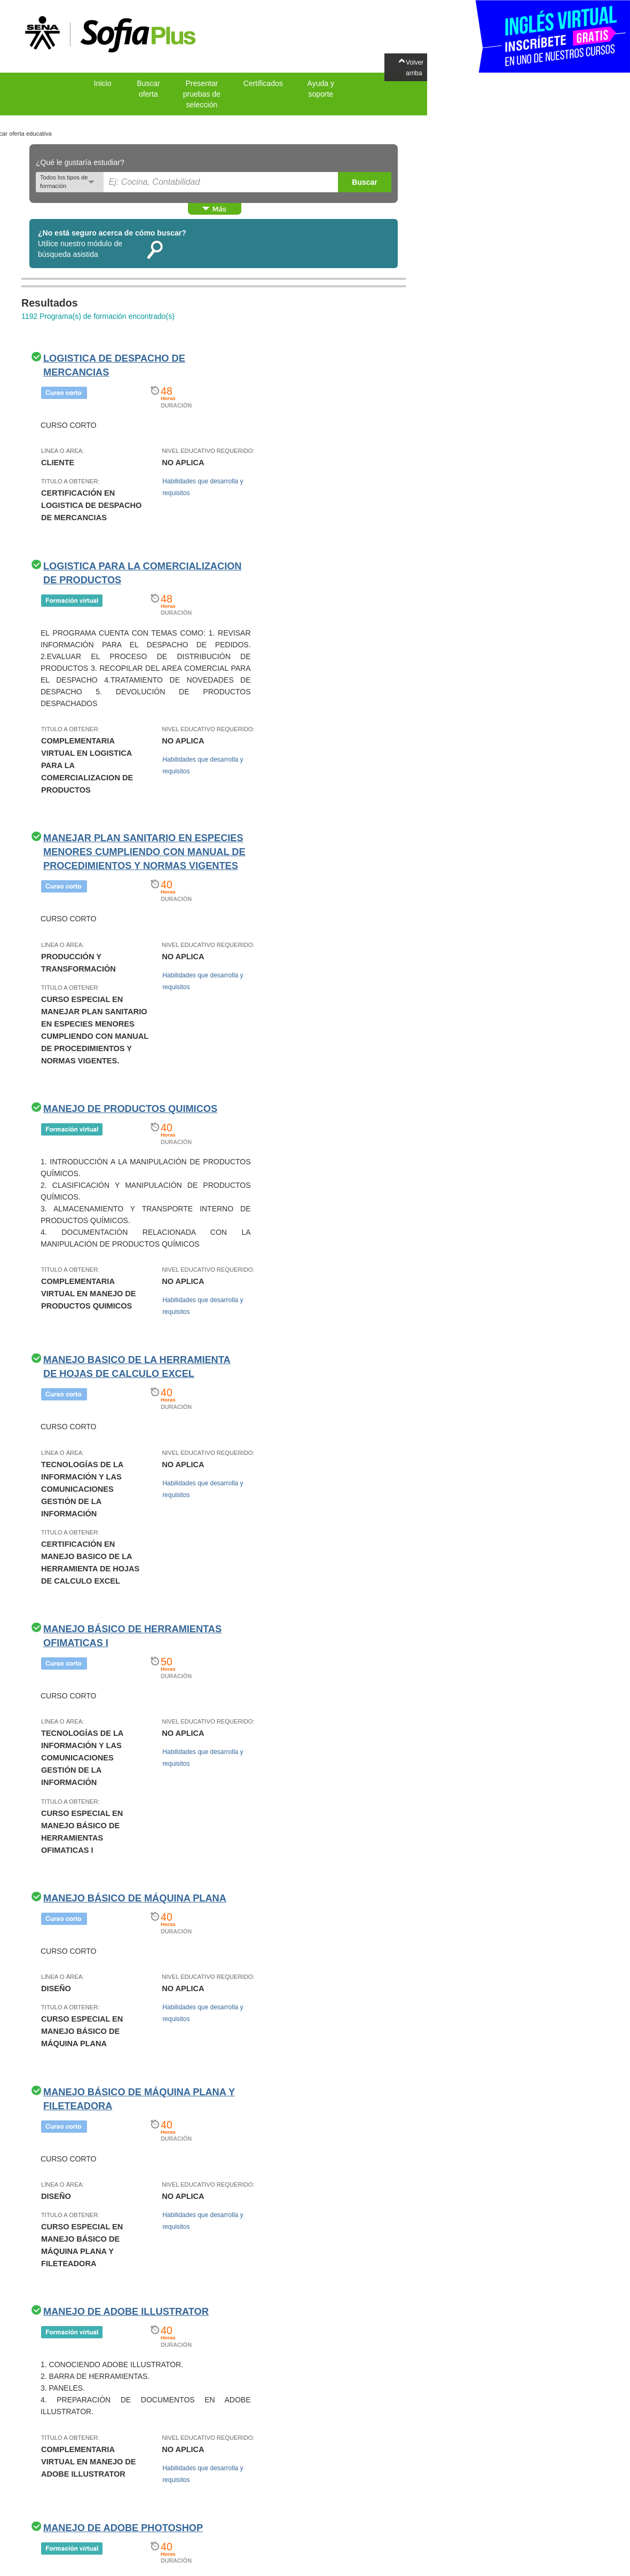 SENA
Sofia Plus
INGLÉS VIRTUAL
INSCRÍBETE GRATIS
EN UNO DE NUESTROS CURSOS
Volver
arriba
Inicio
Buscar
oferta
Presentar
pruebas de
selección
Certificados
Ayuda y
soporte
car oferta educativa
¿Qué le gustaría estudiar?
Todos los tipos de
formación
Ej: Cocina, Contabilidad
Buscar
Más
¿No está seguro acerca de cómo buscar?
Utilice nuestro módulo de
búsqueda asistida
Resultados
1192 Programa(s) de formación encontrado(s)
LOGISTICA DE DESPACHO DE
MERCANCIAS
Curso corto
48
Horas
DURACIÓN
CURSO CORTO
LÍNEA O ÁREA:
CLIENTE
NIVEL EDUCATIVO REQUERIDO:
NO APLICA
TITULO A OBTENER:
CERTIFICACIÓN EN
LOGISTICA DE DESPACHO
DE MERCANCIAS
Habilidades que desarrolla y
requisitos
LOGISTICA PARA LA COMERCIALIZACION
DE PRODUCTOS
Formación virtual
48
Horas
DURACIÓN
EL PROGRAMA CUENTA CON TEMAS COMO: 1. REVISAR
INFORMACIÓN PARA EL DESPACHO DE PEDIDOS.
2.EVALUAR EL PROCESO DE DISTRIBUCIÓN DE
PRODUCTOS 3. RECOPILAR DEL AREA COMERCIAL PARA
EL DESPACHO 4.TRATAMIENTO DE NOVEDADES DE
DESPACHO 5. DEVOLUCIÓN DE PRODUCTOS
DESPACHADOS
TITULO A OBTENER:
COMPLEMENTARIA
VIRTUAL EN LOGISTICA
PARA LA
COMERCIALIZACION DE
PRODUCTOS
NIVEL EDUCATIVO REQUERIDO:
NO APLICA
Habilidades que desarrolla y
requisitos
MANEJAR PLAN SANITARIO EN ESPECIES
MENORES CUMPLIENDO CON MANUAL DE
PROCEDIMIENTOS Y NORMAS VIGENTES
Curso corto
40
Horas
DURACIÓN
CURSO CORTO
LÍNEA O ÁREA:
PRODUCCIÓN Y
TRANSFORMACIÓN
NIVEL EDUCATIVO REQUERIDO:
NO APLICA
TITULO A OBTENER:
CURSO ESPECIAL EN
MANEJAR PLAN SANITARIO
EN ESPECIES MENORES
CUMPLIENDO CON MANUAL
DE PROCEDIMIENTOS Y
NORMAS VIGENTES.
Habilidades que desarrolla y
requisitos
MANEJO DE PRODUCTOS QUIMICOS
Formación virtual
40
Horas
DURACIÓN
1. INTRODUCCIÓN A LA MANIPULACIÓN DE PRODUCTOS
QUÍMICOS.
2. CLASIFICACIÓN Y MANIPULACIÓN DE PRODUCTOS
QUÍMICOS.
3. ALMACENAMIENTO Y TRANSPORTE INTERNO DE
PRODUCTOS QUÍMICOS.
4. DOCUMENTACIÓN RELACIONADA CON LA
MANIPULACIÓN DE PRODUCTOS QUÍMICOS
TITULO A OBTENER:
COMPLEMENTARIA
VIRTUAL EN MANEJO DE
PRODUCTOS QUIMICOS
NIVEL EDUCATIVO REQUERIDO:
NO APLICA
Habilidades que desarrolla y
requisitos
MANEJO BASICO DE LA HERRAMIENTA
DE HOJAS DE CALCULO EXCEL
Curso corto
40
Horas
DURACIÓN
CURSO CORTO
LÍNEA O ÁREA:
TECNOLOGÍAS DE LA
INFORMACIÓN Y LAS
COMUNICACIONES
GESTIÓN DE LA
INFORMACIÓN
NIVEL EDUCATIVO REQUERIDO:
NO APLICA
TITULO A OBTENER:
CERTIFICACIÓN EN
MANEJO BASICO DE LA
HERRAMIENTA DE HOJAS
DE CALCULO EXCEL
Habilidades que desarrolla y
requisitos
MANEJO BÁSICO DE HERRAMIENTAS
OFIMATICAS I
Curso corto
50
Horas
DURACIÓN
CURSO CORTO
LÍNEA O ÁREA:
TECNOLOGÍAS DE LA
INFORMACIÓN Y LAS
COMUNICACIONES
GESTIÓN DE LA
INFORMACIÓN
NIVEL EDUCATIVO REQUERIDO:
NO APLICA
TITULO A OBTENER:
CURSO ESPECIAL EN
MANEJO BÁSICO DE
HERRAMIENTAS
OFIMATICAS I
Habilidades que desarrolla y
requisitos
MANEJO BÁSICO DE MÁQUINA PLANA
Curso corto
40
Horas
DURACIÓN
CURSO CORTO
LÍNEA O ÁREA:
DISEÑO
NIVEL EDUCATIVO REQUERIDO:
NO APLICA
TITULO A OBTENER:
CURSO ESPECIAL EN
MANEJO BÁSICO DE
MÁQUINA PLANA
Habilidades que desarrolla y
requisitos
MANEJO BÁSICO DE MÁQUINA PLANA Y
FILETEADORA
Curso corto
40
Horas
DURACIÓN
CURSO CORTO
LÍNEA O ÁREA:
DISEÑO
NIVEL EDUCATIVO REQUERIDO:
NO APLICA
TITULO A OBTENER:
CURSO ESPECIAL EN
MANEJO BÁSICO DE
MÁQUINA PLANA Y
FILETEADORA
Habilidades que desarrolla y
requisitos
MANEJO DE ADOBE ILLUSTRATOR
Formación virtual
40
Horas
DURACIÓN
1. CONOCIENDO ADOBE ILLUSTRATOR.
2. BARRA DE HERRAMIENTAS.
3. PANELES.
4. PREPARACIÓN DE DOCUMENTOS EN ADOBE
ILLUSTRATOR.
TITULO A OBTENER:
COMPLEMENTARIA
VIRTUAL EN MANEJO DE
ADOBE ILLUSTRATOR
NIVEL EDUCATIVO REQUERIDO:
NO APLICA
Habilidades que desarrolla y
requisitos
MANEJO DE ADOBE PHOTOSHOP
Formación virtual
40
Horas
DURACIÓN